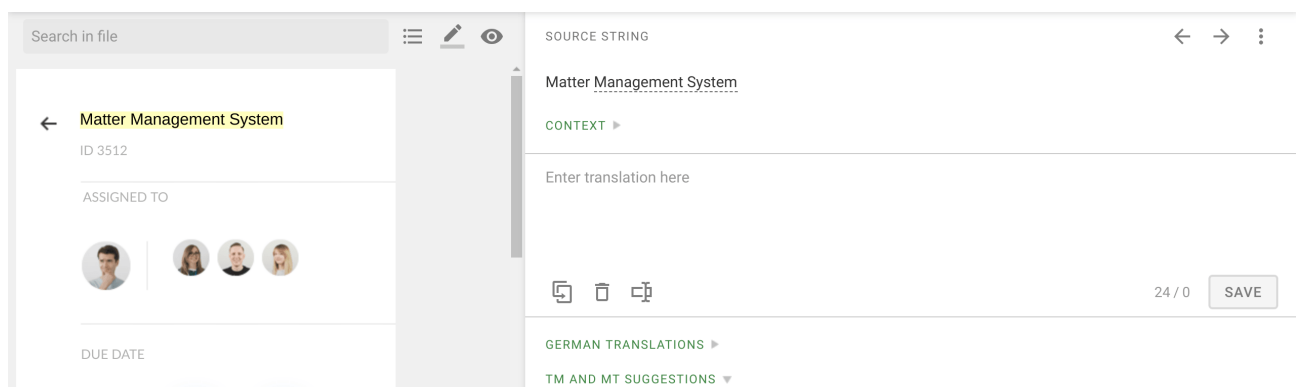 Search in file
Matter Management System
ID 3512
ASSIGNED TO
DUE DATE
SOURCE STRING
Matter Management System
CONTEXT
Enter translation here
24 / 0
SAVE
GERMAN TRANSLATIONS
TM AND MT SUGGESTIONS